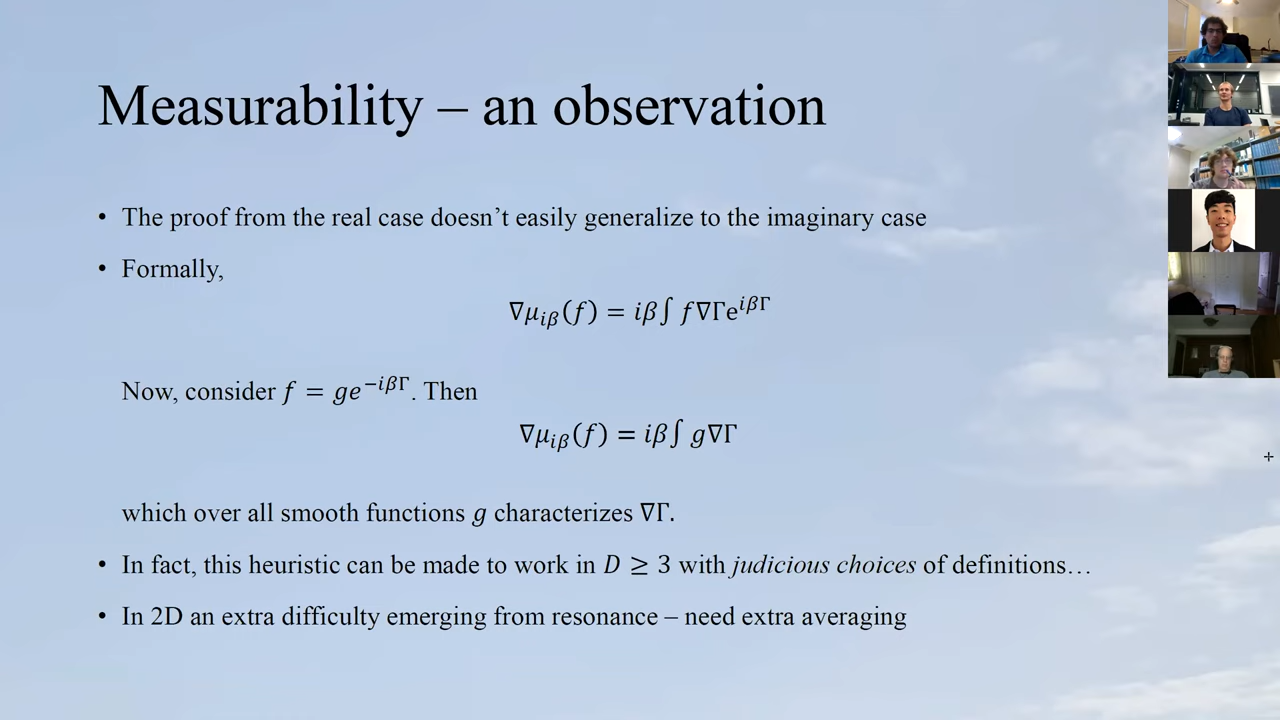 Measurability – an observation
• The proof from the real case doesn’t easily generalize to the imaginary case
• Formally,
∇μ_{iβ}(f) = iβ∫ f∇Γe^{iβΓ}
Now, consider f = ge^{−iβΓ}. Then
∇μ_{iβ}(f) = iβ∫ g∇Γ
which over all smooth functions g characterizes ∇Γ.
• In fact, this heuristic can be made to work in D ≥ 3 with judicious choices of definitions…
• In 2D an extra difficulty emerging from resonance – need extra averaging